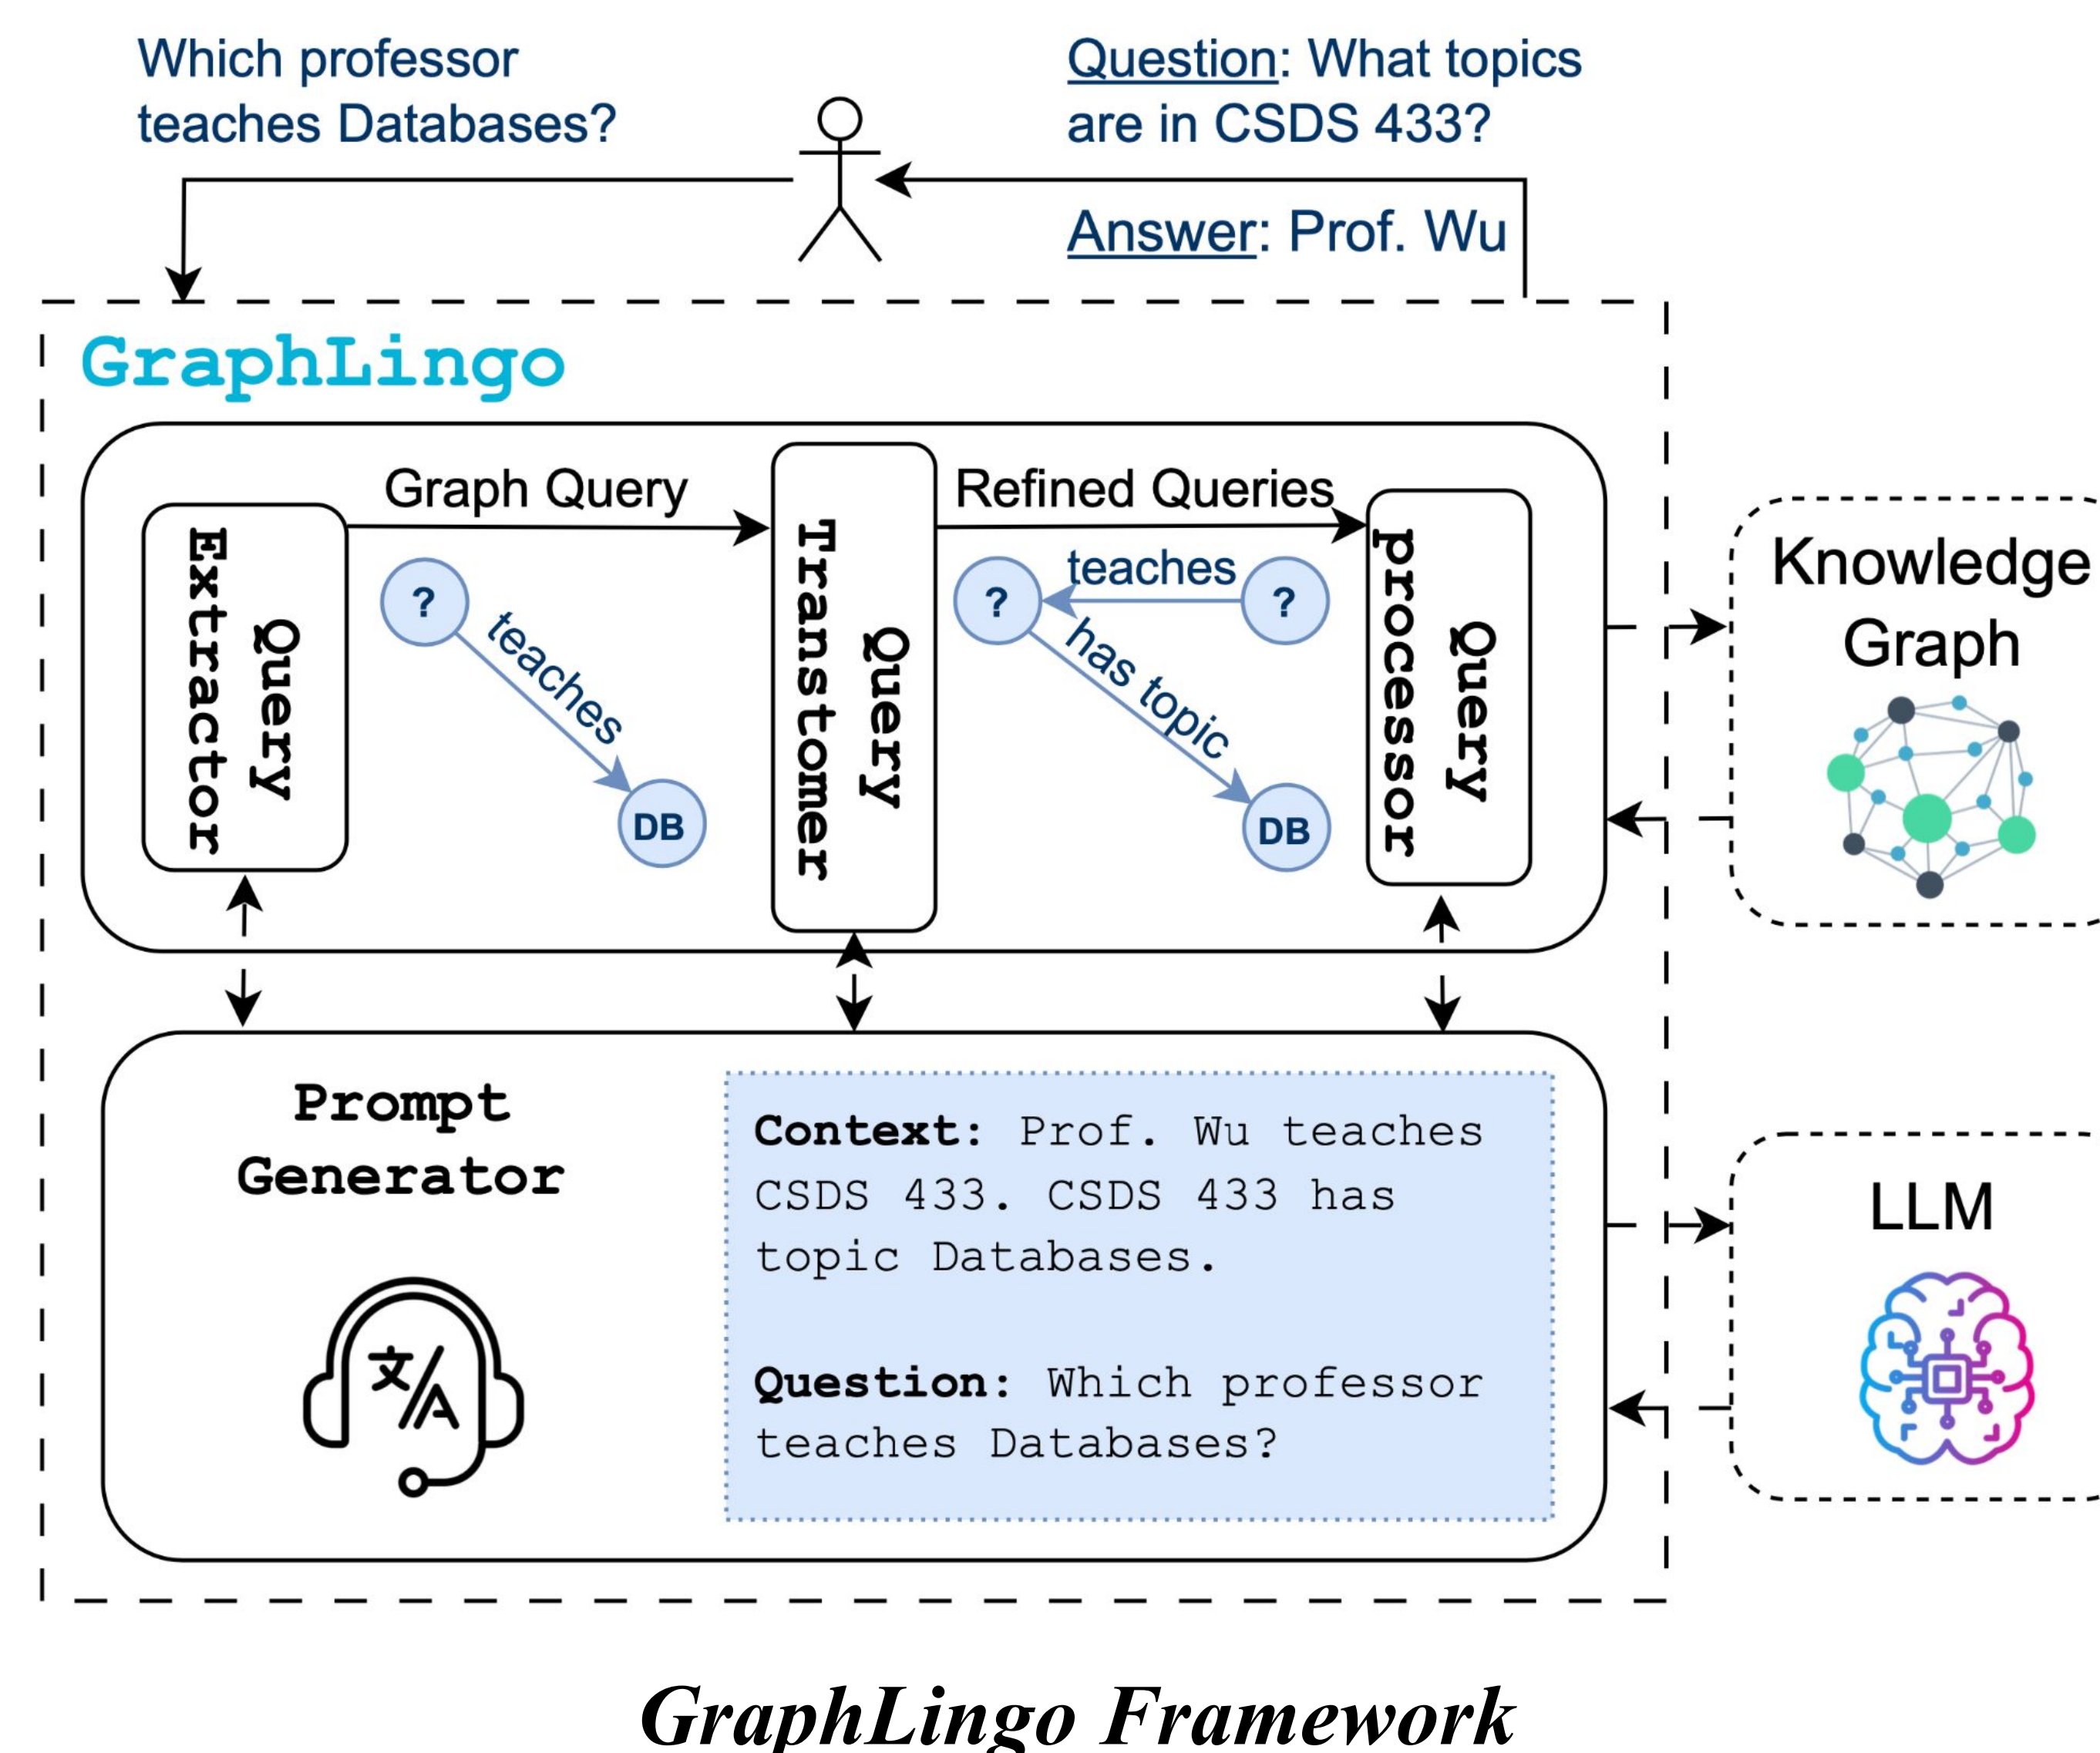 Which professor
teaches Databases?
Question: What topics
are in CSDS 433?
Answer: Prof. Wu
GraphLingo
Query
Extractor
Graph Query
?
teaches
DB
Query
Transtomer
Refined Queries
?
teaches
?
has topic
DB
Query
processor
Knowledge
Graph
Prompt
Generator
文/A
Context: Prof. Wu teaches
CSDS 433. CSDS 433 has
topic Databases.
Question: Which professor
teaches Databases?
LLM
GraphLingo Framework